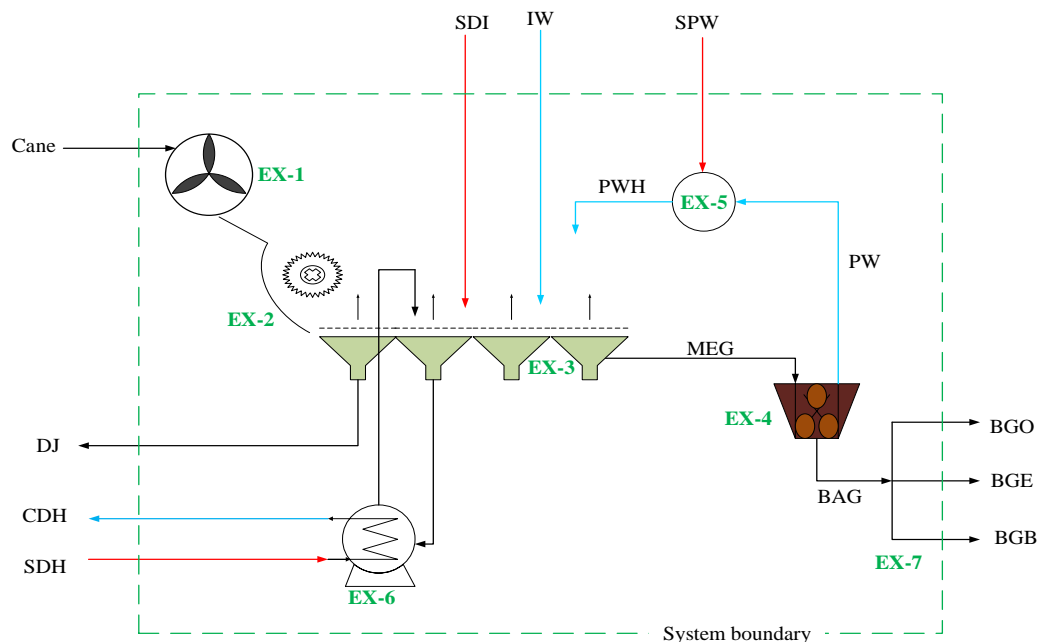 SDI
IW
SPW
Cane
EX-1
PWH
EX-5
PW
EX-2
MEG
EX-3
EX-4
BGO
DJ
BGE
BAG
CDH
BGB
SDH
EX-7
EX-6
System boundary